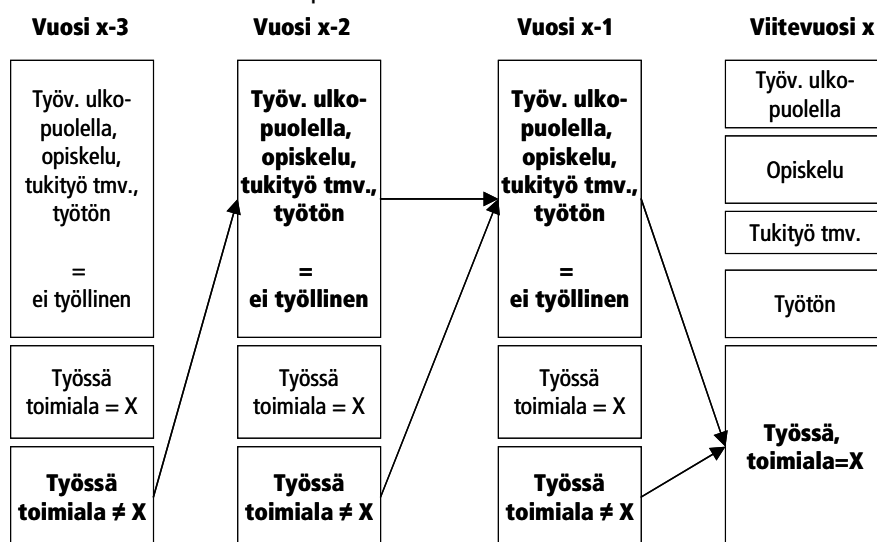 Vuosi x-3
Työv. ulko-
puolella,
opiskelu,
tukityö tmv.,
työtön
=
ei työllinen
Työssä
toimiala = X
Työssä
toimiala ≠ X
Vuosi x-2
Työv. ulko-
puolella,
opiskelu,
tukityö tmv.,
työtön
=
ei työllinen
Työssä
toimiala = X
Työssä
toimiala ≠ X
Vuosi x-1
Työv. ulko-
puolella,
opiskelu,
tukityö tmv.,
työtön
=
ei työllinen
Työssä
toimiala = X
Työssä
toimiala ≠ X
Viitevuosi x
Työv. ulko-
puolella
Opiskelu
Tukityö tmv.
Työtön
Työssä,
toimiala=X